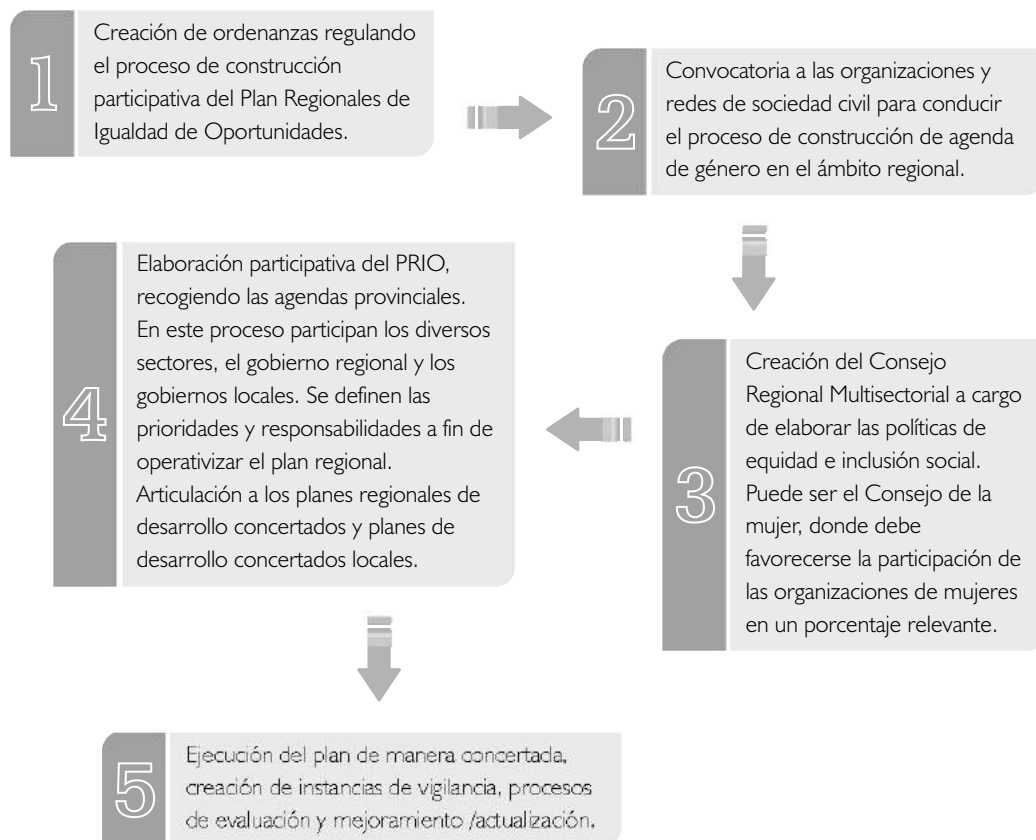 1
Creación de ordenanzas regulando
el proceso de construcción
participativa del Plan Regionales de
Igualdad de Oportunidades.
2
Convocatoria a las organizaciones y
redes de sociedad civil para conducir
el proceso de construcción de agenda
de género en el ámbito regional.
3
Creación del Consejo
Regional Multisectorial a cargo
de elaborar las políticas de
equidad e inclusión social.
Puede ser el Consejo de la
mujer, donde debe
favorecerse la participación de
las organizaciones de mujeres
en un porcentaje relevante.
4
Elaboración participativa del PRIO,
recogiendo las agendas provinciales.
En este proceso participan los diversos
sectores, el gobierno regional y los
gobiernos locales. Se definen las
prioridades y responsabilidades a fin de
operativizar el plan regional.
Articulación a los planes regionales de
desarrollo concertados y planes de
desarrollo concertados locales.
5
Ejecución del plan de manera concertada,
creación de instancias de vigilancia, procesos
de evaluación y mejoramiento /actualización.